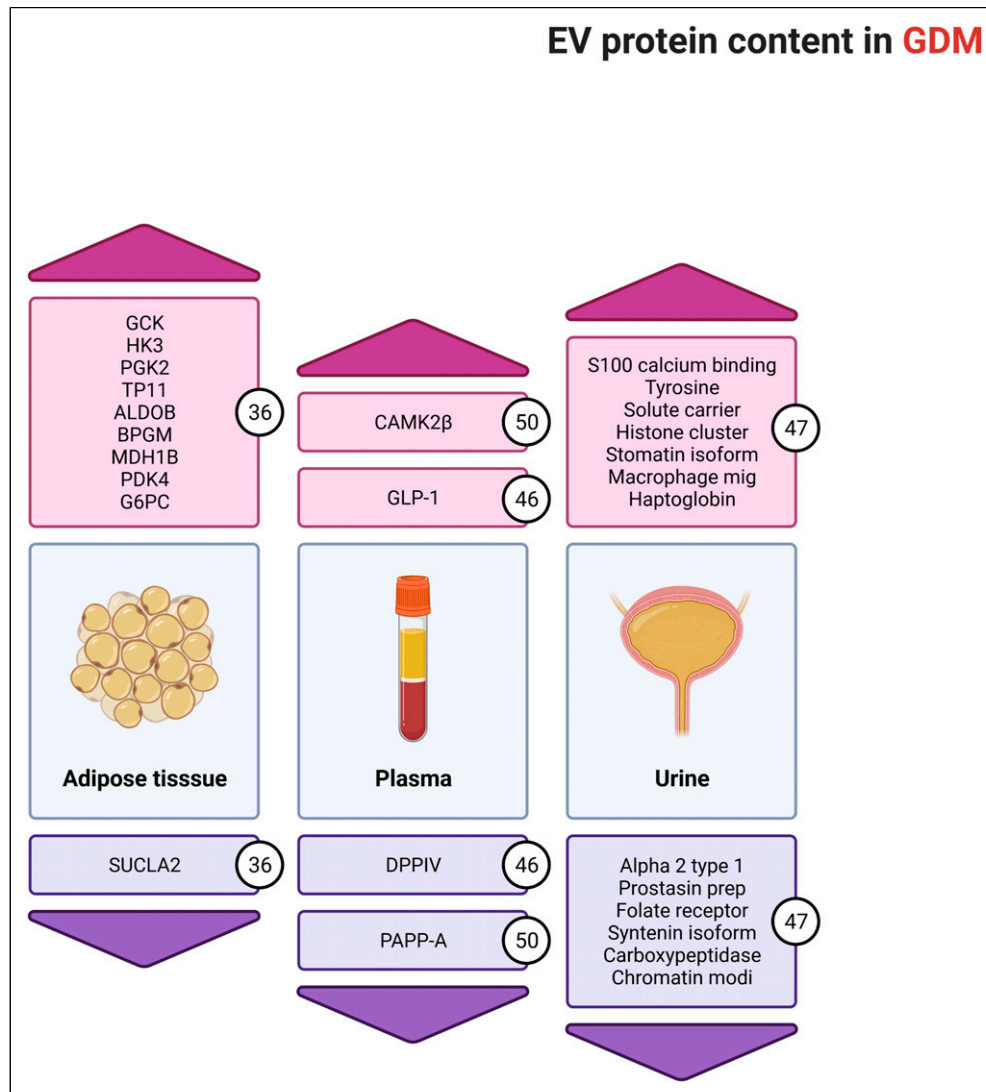 EV protein content in GDM
GCK
HK3
PGK2
TP11
ALDOB
BPGM
MDH1B
PDK4
G6PC
36
CAMK2β
50
GLP-1
46
S100 calcium binding
Tyrosine
Solute carrier
Histone cluster
Stomatin isoform
Macrophage mig
Haptoglobin
47
Adipose tisssue
Plasma
Urine
SUCLA2
36
DPPIV
46
PAPP-A
50
Alpha 2 type 1
Prostasin prep
Folate receptor
Syntenin isoform
Carboxypeptidase
Chromatin modi
47